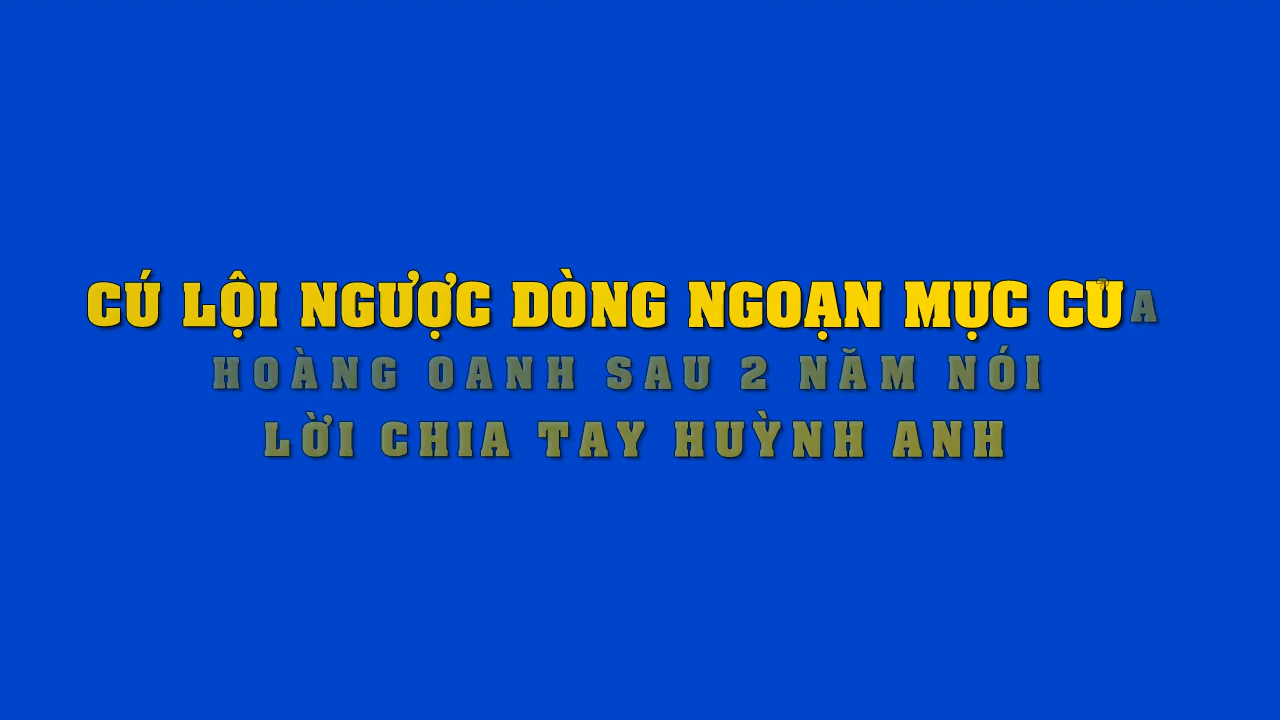 CÚ LỘI NGƯỢC DÒNG NGOẠN MỤC CỦA
HOÀNG OANH SAU 2 NĂM NÓI
LỜI CHIA TAY HUỲNH ANH